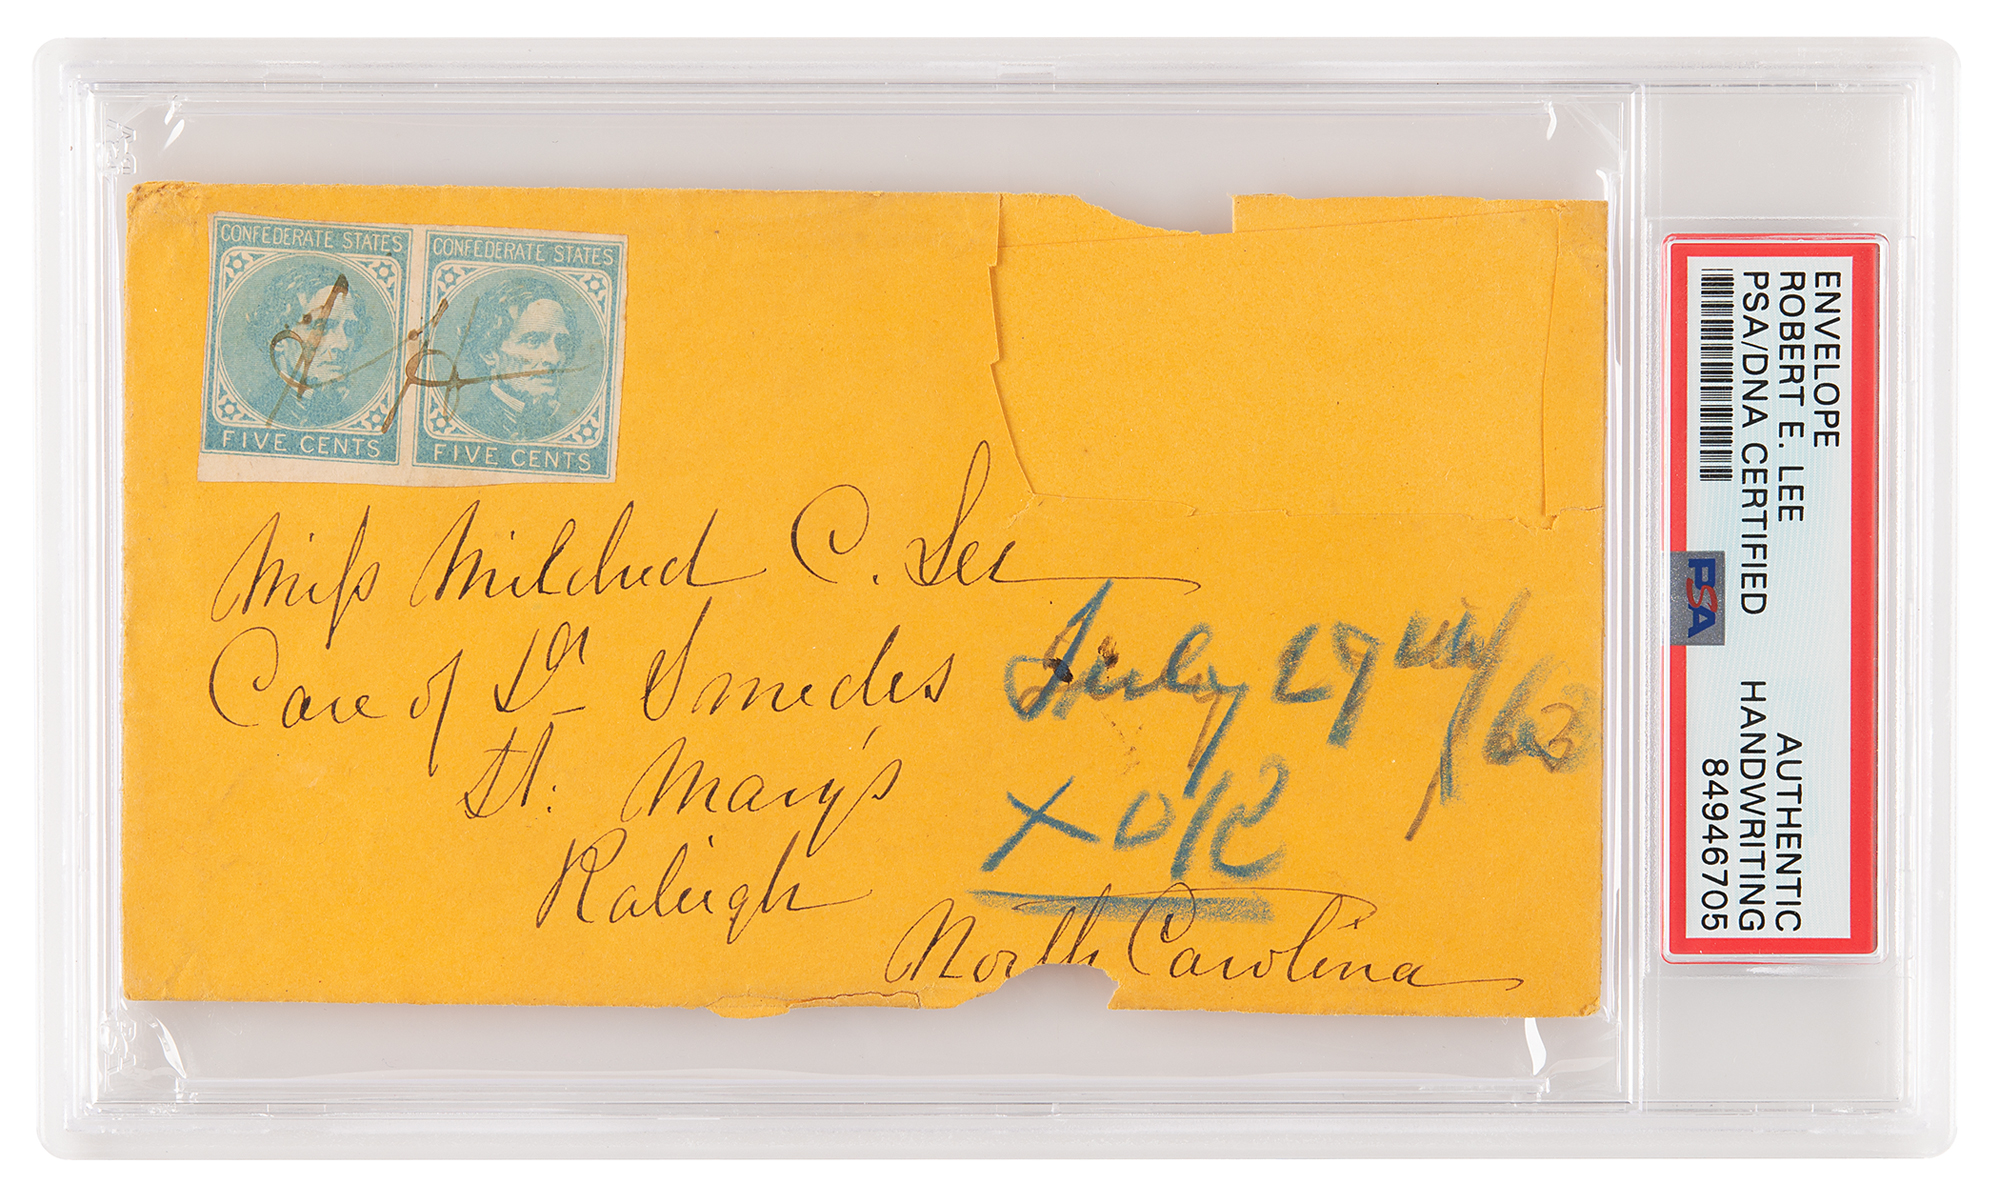 CONFEDERATE STATES
FIVE CENTS
CONFEDERATE STATES
FIVE CENTS
Miss Mildred C. Lee
Care of Dr Smedes
St. Mary's
Raleigh
North Carolina
July 27 /63
ENVELOPE
ROBERT E. LEE AUTHENTIC
PSA/DNA CERTIFIED HANDWRITING
84946705
PSA